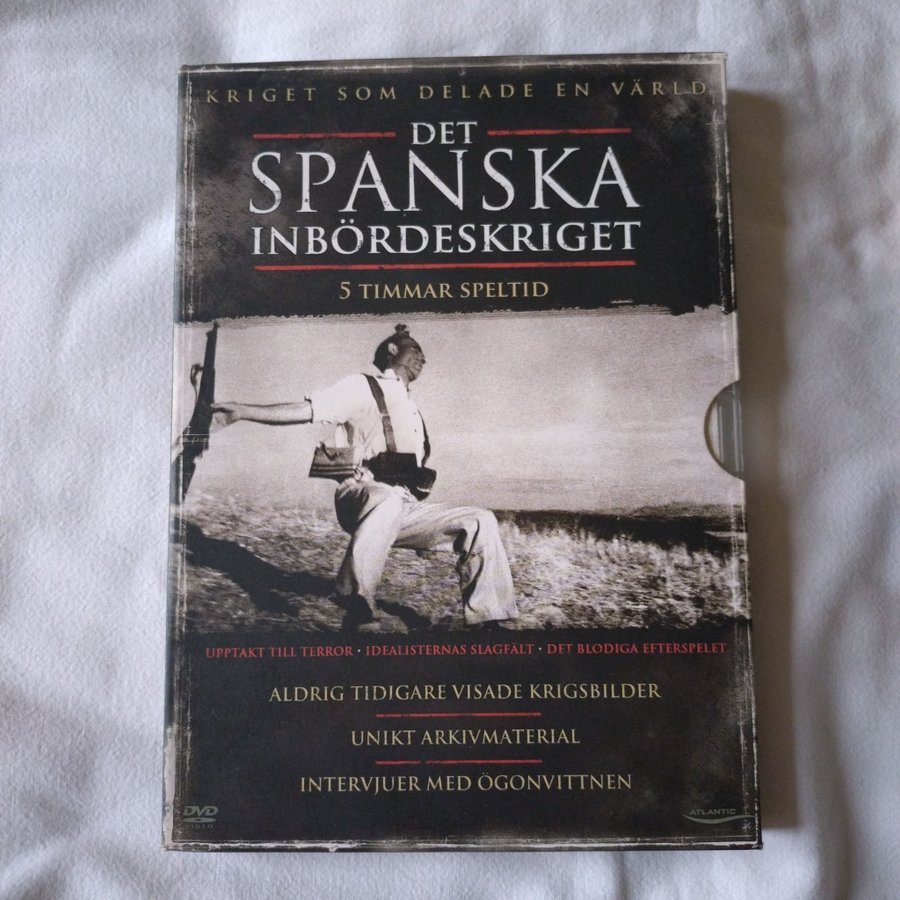 KRIGET SOM DELADE EN VÄRLD
DET
SPANSKA
INBÖRDESKRIGET
5 TIMMAR SPELTID
UPPTAKT TILL TERROR · IDEALISTERNAS SLAGFÄLT · DET BLODIGA EFTERSPELET
ALDRIG TIDIGARE VISADE KRIGSBILDER
UNIKT ARKIVMATERIAL
INTERVJUER MED ÖGONVITTNEN
DVD
VIDEO
ATLANTIC